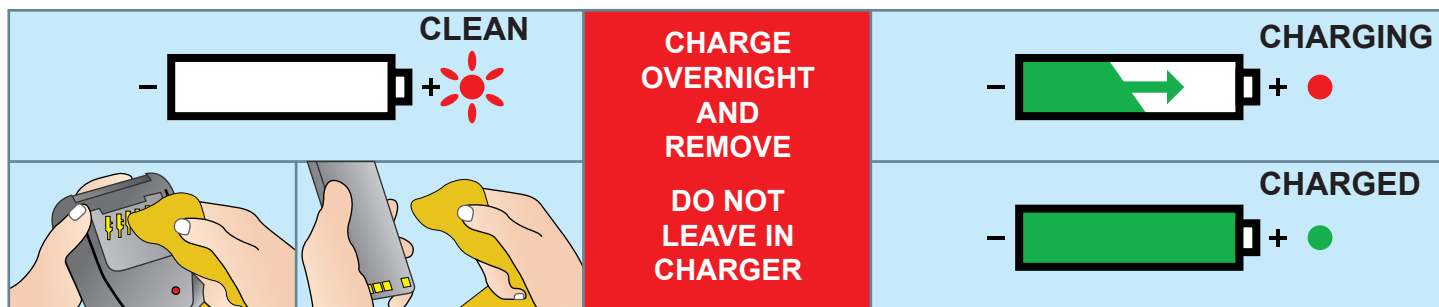 CLEAN
- +
CHARGE
OVERNIGHT
AND
REMOVE
DO NOT
LEAVE IN
CHARGER
CHARGING
- +
CHARGED
- +